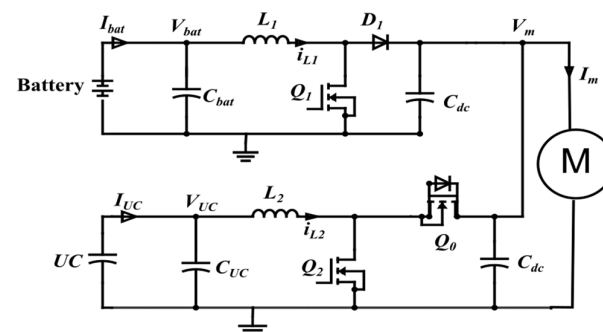 I_bat V_bat L_1 D_1 V_m
i_L1 I_m
Battery C_bat Q_1 C_dc
M
I_UC V_UC L_2
i_L2 Q_0
UC C_UC Q_2 C_dc